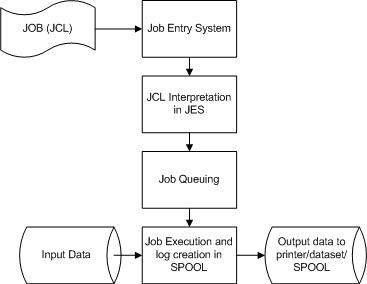 JOB (JCL)
Job Entry System
JCL Interpretation
in JES
Job Queuing
Input Data
Job Execution and
log creation in
SPOOL
Output data to
printer/dataset/
SPOOL